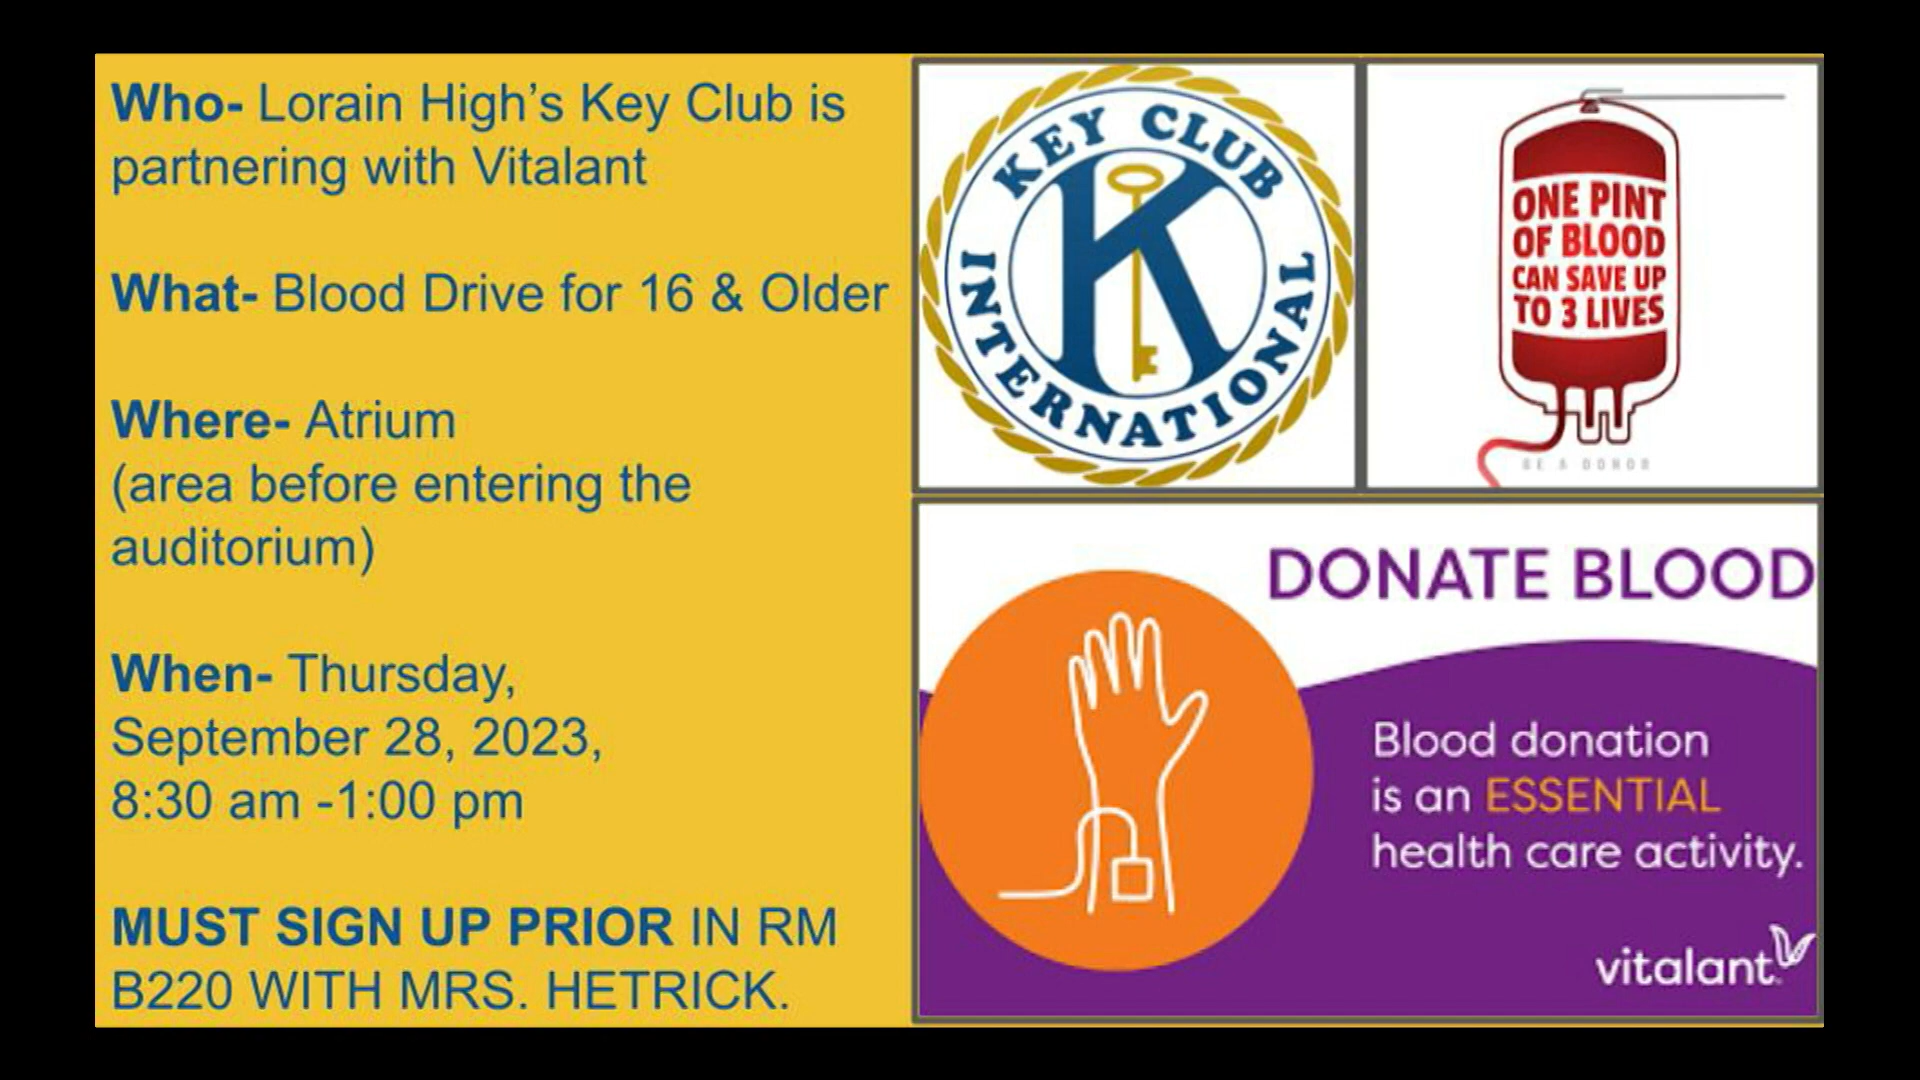 Who- Lorain High’s Key Club is
partnering with Vitalant
What- Blood Drive for 16 & Older
Where- Atrium
(area before entering the
auditorium)
When- Thursday,
September 28, 2023,
8:30 am -1:00 pm
MUST SIGN UP PRIOR IN RM
B220 WITH MRS. HETRICK.
KEY CLUB
K
INTERNATIONAL
ONE PINT
OF BLOOD
CAN SAVE UP
TO 3 LIVES
BE A DONOR
DONATE BLOOD
Blood donation
is an ESSENTIAL
health care activity.
vitalant